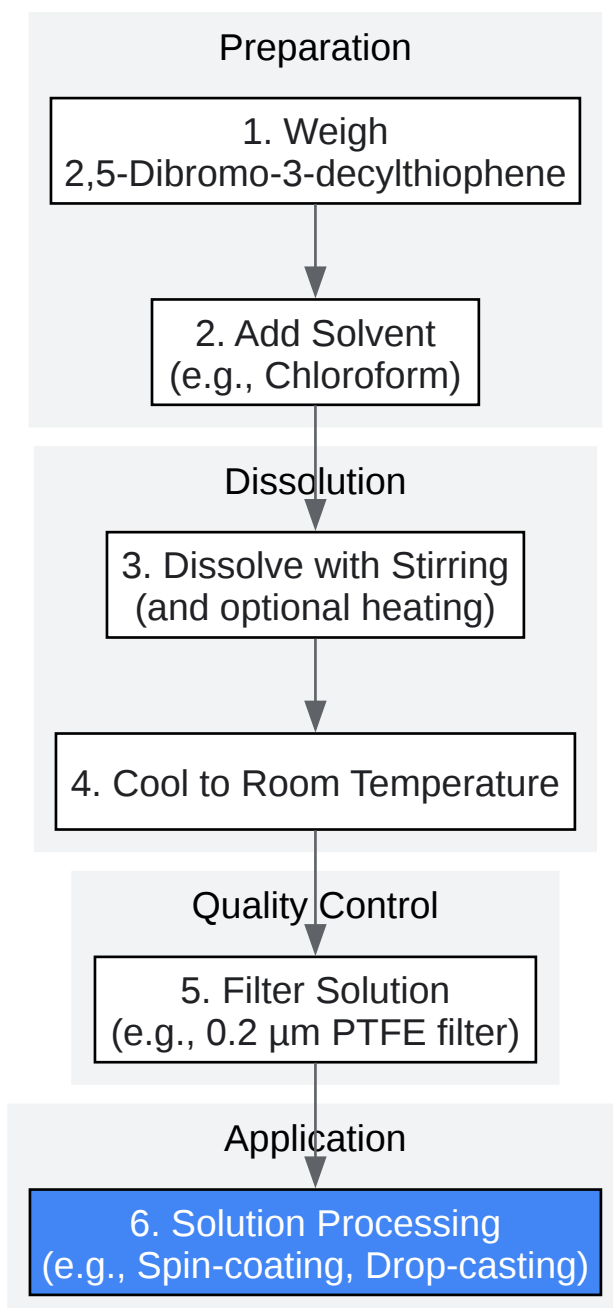 Preparation
1. Weigh
2,5-Dibromo-3-decylthiophene
2. Add Solvent
(e.g., Chloroform)
Dissolution
3. Dissolve with Stirring
(and optional heating)
4. Cool to Room Temperature
Quality Control
5. Filter Solution
(e.g., 0.2 µm PTFE filter)
Application
6. Solution Processing
(e.g., Spin-coating, Drop-casting)